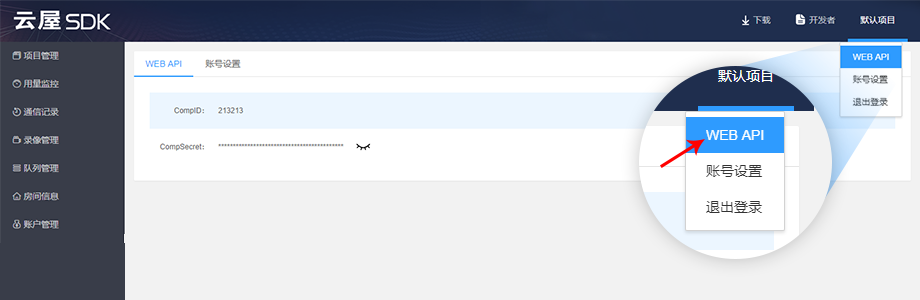 云屋SDK
下载
开发者
默认项目
项目管理
用量监控
通信记录
录像管理
队列管理
房间信息
账户管理
WEB API
账号设置
CompID: 213213
CompSecret: ******************************************
WEB API
账号设置
退出登录
默认项目
WEB API
账号设置
退出登录